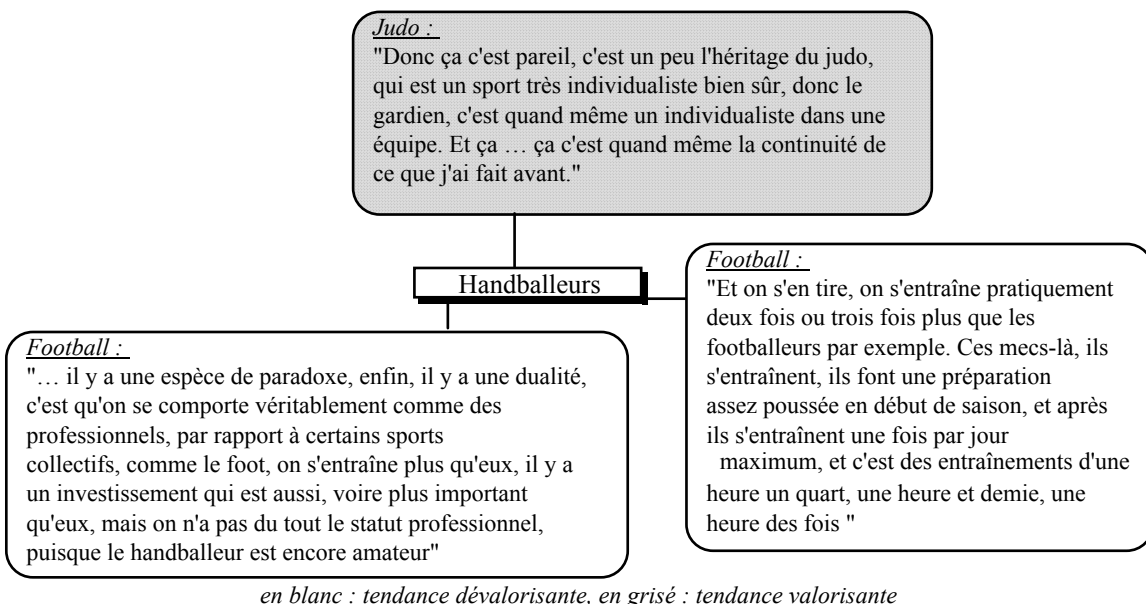 Judo :
"Donc ça c'est pareil, c'est un peu l'héritage du judo,
qui est un sport très individualiste bien sûr, donc le
gardien, c'est quand même un individualiste dans une
équipe. Et ça … ça c'est quand même la continuité de
ce que j'ai fait avant."
Handballeurs
Football :
"Et on s'en tire, on s'entraîne pratiquement
deux fois ou trois fois plus que les
footballeurs par exemple. Ces mecs-là, ils
s'entraînent, ils font une préparation
assez poussée en début de saison, et après
ils s'entraînent une fois par jour
maximum, et c'est des entraînements d'une
heure un quart, une heure et demie, une
heure des fois "
Football :
"… il y a une espèce de paradoxe, enfin, il y a une dualité,
c'est qu'on se comporte véritablement comme des
professionnels, par rapport à certains sports
collectifs, comme le foot, on s'entraîne plus qu'eux, il y a
un investissement qui est aussi, voire plus important
qu'eux, mais on n'a pas du tout le statut professionnel,
puisque le handballeur est encore amateur"
en blanc : tendance dévalorisante, en grisé : tendance valorisante